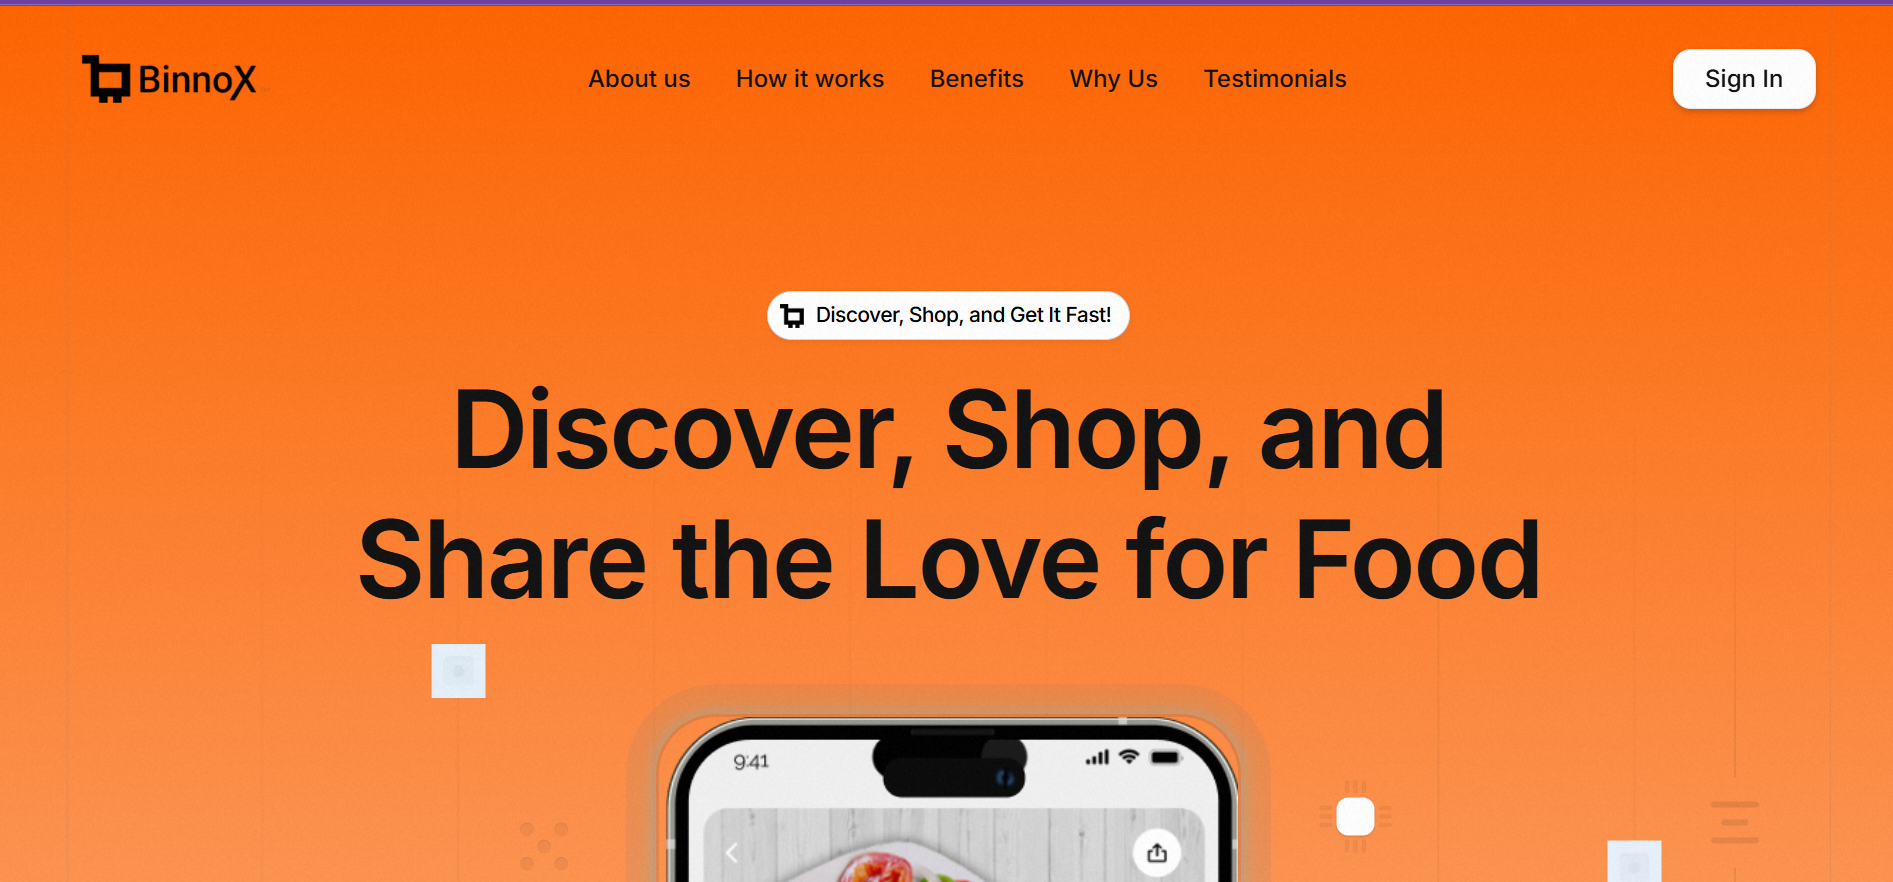 BinnoX
About us
How it works
Benefits
Why Us
Testimonials
Sign In
Discover, Shop, and Get It Fast!
Discover, Shop, and
Share the Love for Food
9:41